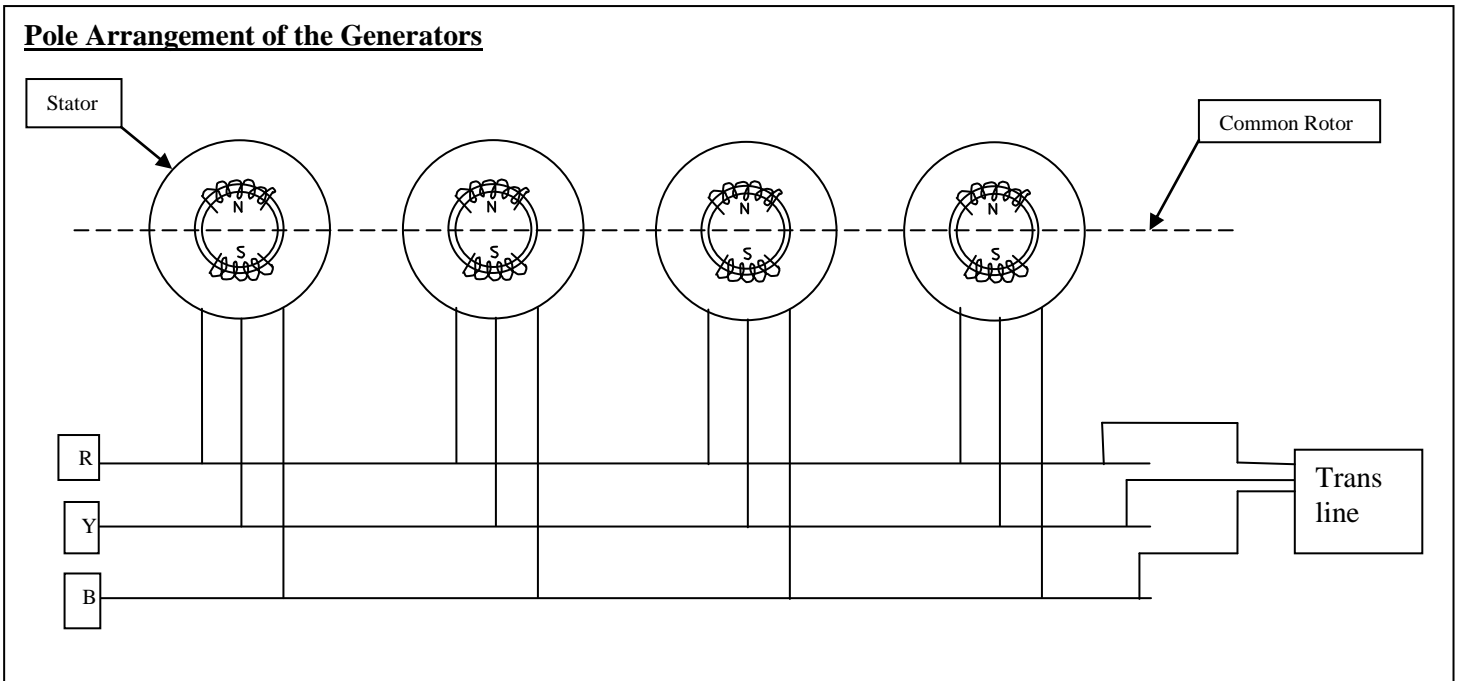 Pole Arrangement of the Generators
Stator
Common Rotor
N
N
N
N
S
S
S
S
R
Y
B
Trans
line